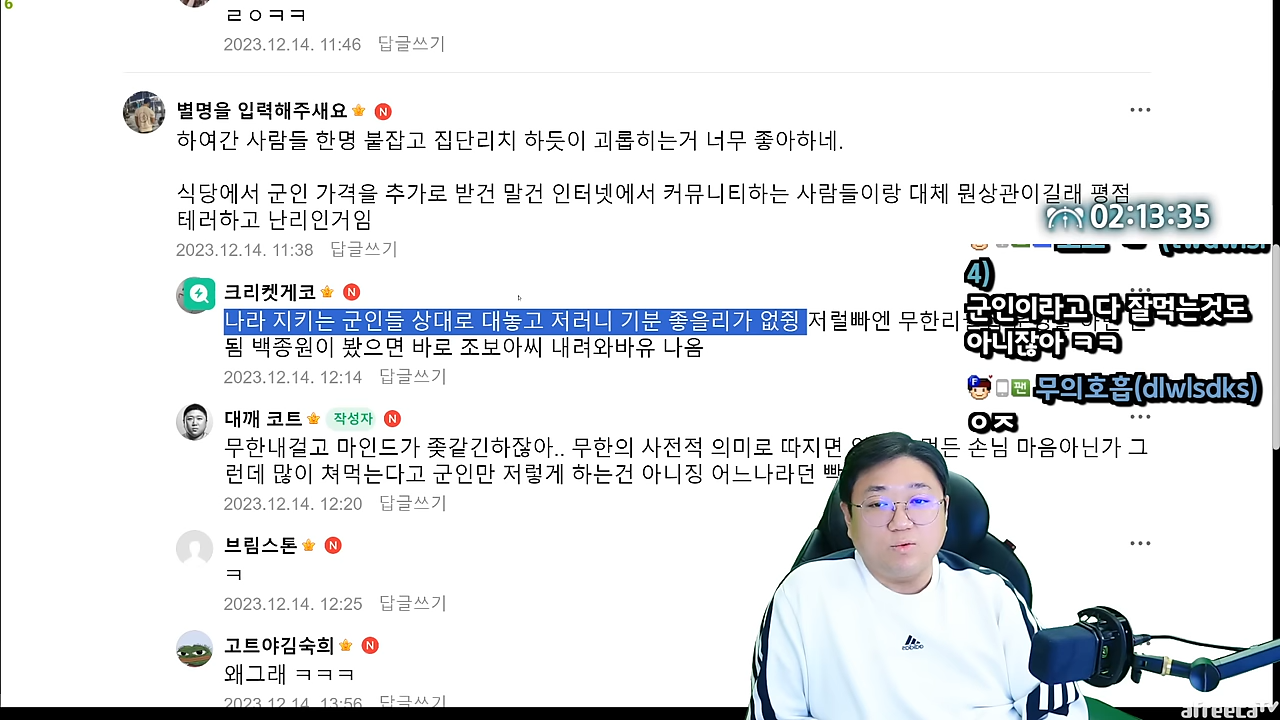 6
ㄹㅇㅋㅋ
2023.12.14. 11:46 답글쓰기
별명을 입력해주새요 N
하여간 사람들 한명 붙잡고 집단리치 하듯이 괴롭히는거 너무 좋아하네.
식당에서 군인 가격을 추가로 받건 말건 인터넷에서 커뮤니티하는 사람들이랑 대체 뭔상관이길래 평점
테러하고 난리인거임
02:13:35
2023.12.14. 11:38 답글쓰기
4)
군인이라고 다 잘먹는것도
아니잖아 ㅋㅋ
팬 무의호흡(dlwlsdks)
ㅇㅈ
크리켓게코 N
나라 지키는 군인들 상대로 대놓고 저러니 기분 좋을리가 없쥥 저럴빠엔 무한리
됨 백종원이 봤으면 바로 조보아씨 내려와바유 나옴
2023.12.14. 12:14 답글쓰기
대깨 코트 작성자 N
무한내걸고 마인드가 좆같긴하잖아.. 무한의 사전적 의미로 따지면 손님 마음아닌가 그
런데 많이 쳐먹는다고 군인만 저렇게 하는건 아니징 어느나라던
2023.12.14. 12:20 답글쓰기
브림스톤 N
ㅋ
2023.12.14. 12:25 답글쓰기
고트야김숙희 N
왜그래 ㅋㅋㅋ
2023.12.14. 13:56 답글쓰기
adidas
afreecaTV